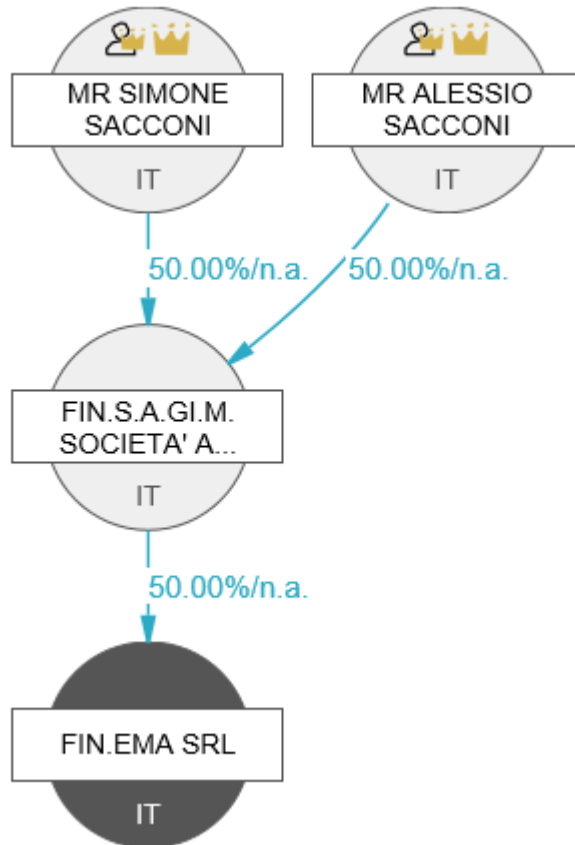 MR SIMONE
SACCONI
IT
MR ALESSIO
SACCONI
IT
50.00%/n.a.
50.00%/n.a.
FIN.S.A.GI.M.
SOCIETA' A...
IT
50.00%/n.a.
FIN.EMA SRL
IT